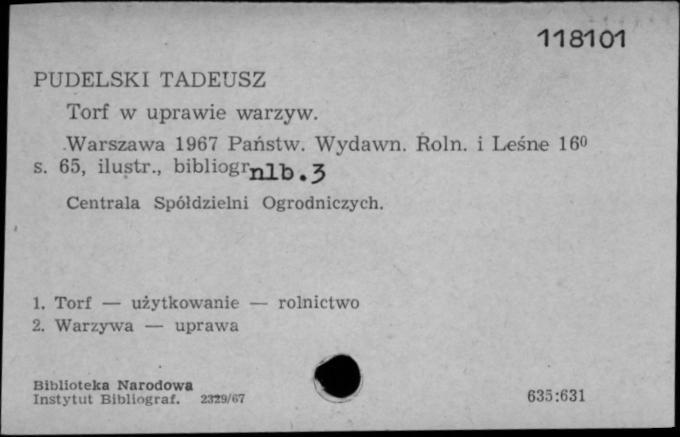 118101
PUDELSKI TADEUSZ
Torf w uprawie warzyw.
Warszawa 1967 Państw. Wydawn. Roln. i Leśne 16⁰
s. 65, ilustr., bibliogr nlb. 3
Centrala Spółdzielni Ogrodniczych.
1. Torf — użytkowanie — rolnictwo
2. Warzywa — uprawa
Biblioteka Narodowa
Instytut Bibliograf. 2329/67
635:631